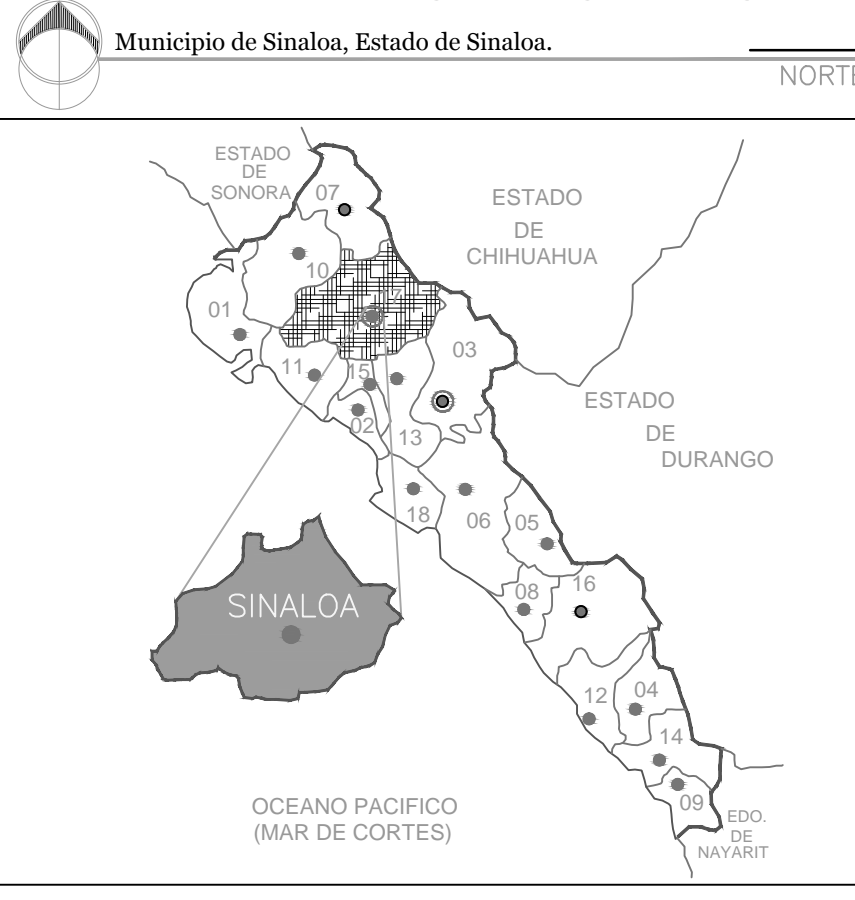 Municipio de Sinaloa, Estado de Sinaloa.
NORTE
ESTADO
DE
SONORA
07
ESTADO
DE
CHIHUAHUA
10
17
01
03
11
15
ESTADO
DE
DURANGO
02
13
18
06
05
08
16
SINALOA
12
04
14
09
OCEANO PACIFICO
(MAR DE CORTES)
EDO.
DE
NAYARIT